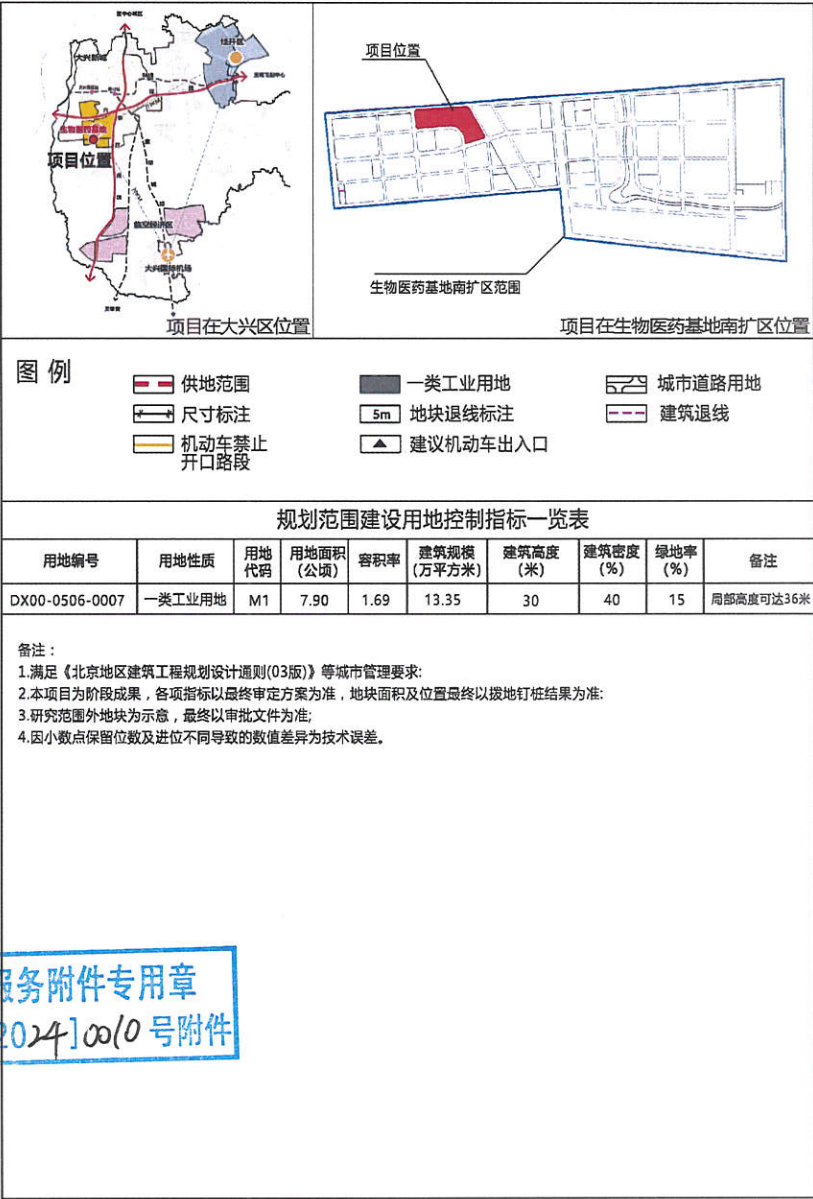 大兴新城
经开区
生物医药基地
项目位置
临空经济区
大兴国际机场
项目在大兴区位置
项目位置
生物医药基地南扩区范围
项目在生物医药基地南扩区位置
图 例
供地范围
一类工业用地
城市道路用地
尺寸标注
5m 地块退线标注
建筑退线
机动车禁止
开口路段
建议机动车出入口
规划范围建设用地控制指标一览表
用地编号 用地性质 用地代码 用地面积(公顷) 容积率 建筑规模(万平方米) 建筑高度(米) 建筑密度(%) 绿地率(%) 备注
DX00-0506-0007 一类工业用地 M1 7.90 1.69 13.35 30 40 15 局部高度可达36米
备注：
1.满足《北京地区建筑工程规划设计通则(03版)》等城市管理要求;
2.本项目为阶段成果，各项指标以最终审定方案为准，地块面积及位置最终以拨地钉桩结果为准;
3.研究范围外地块为示意，最终以审批文件为准;
4.因小数点保留位数及进位不同导致的数值差异为技术误差。
服务附件专用章
2024]0010号附件